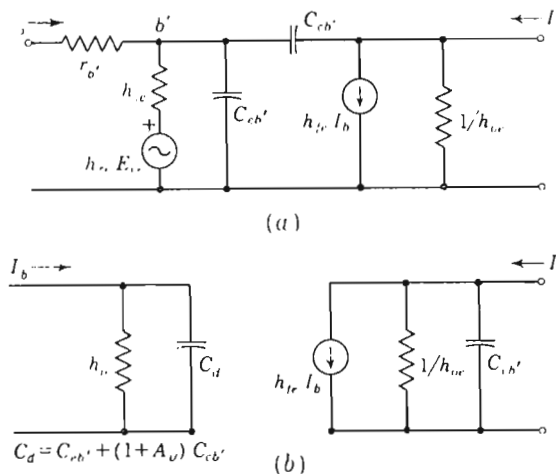 I
C_cb'
b'
r_b'
h_ie
+
C_eb'
h_fe I_b
1/h_oe
h_re E_
(a)
I_b
I
h_ie
C_d
h_fe I_b
1/h_oe
C_cb'
C_d = C_eb' + (1 + A_v) C_cb'
(b)